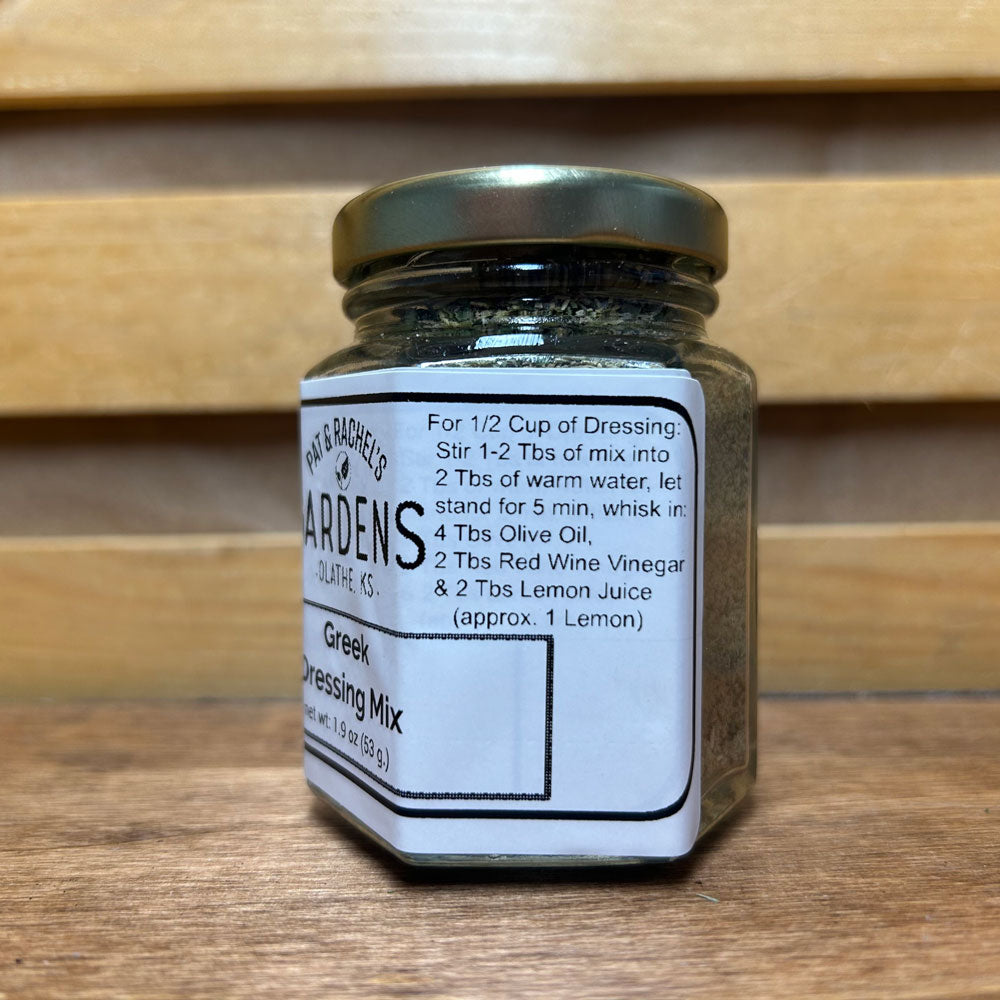 PAT & RACHEL'S
ARDENS
·OLATHE, KS·
Greek
Dressing Mix
net wt: 1.9 oz (53 g.)
For 1/2 Cup of Dressing:
Stir 1-2 Tbs of mix into
2 Tbs of warm water, let
stand for 5 min, whisk in:
4 Tbs Olive Oil,
2 Tbs Red Wine Vinegar
& 2 Tbs Lemon Juice
(approx. 1 Lemon)